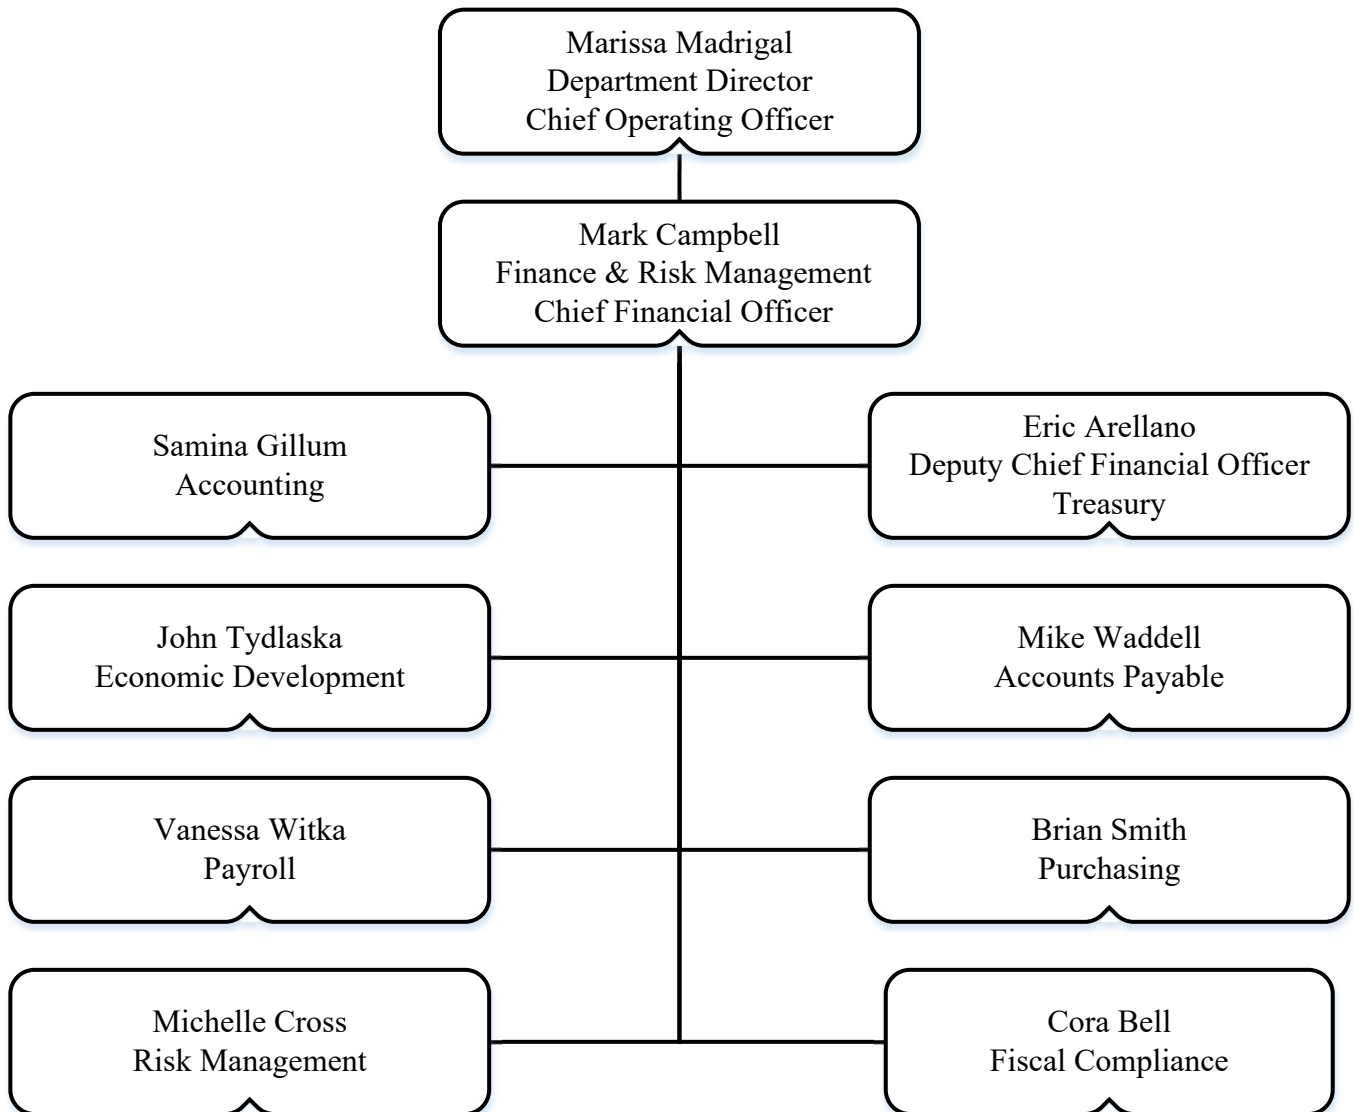 Marissa Madrigal
Department Director
Chief Operating Officer
Mark Campbell
Finance & Risk Management
Chief Financial Officer
Samina Gillum
Accounting
Eric Arellano
Deputy Chief Financial Officer
Treasury
John Tydlaska
Economic Development
Mike Waddell
Accounts Payable
Vanessa Witka
Payroll
Brian Smith
Purchasing
Michelle Cross
Risk Management
Cora Bell
Fiscal Compliance